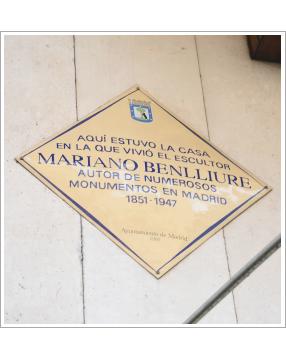 AQUÍ ESTUVO LA CASA
EN LA QUE VIVIÓ EL ESCULTOR
MARIANO BENLLIURE
AUTOR DE NUMEROSOS
MONUMENTOS EN MADRID
1851-1947
Ayuntamiento de Madrid